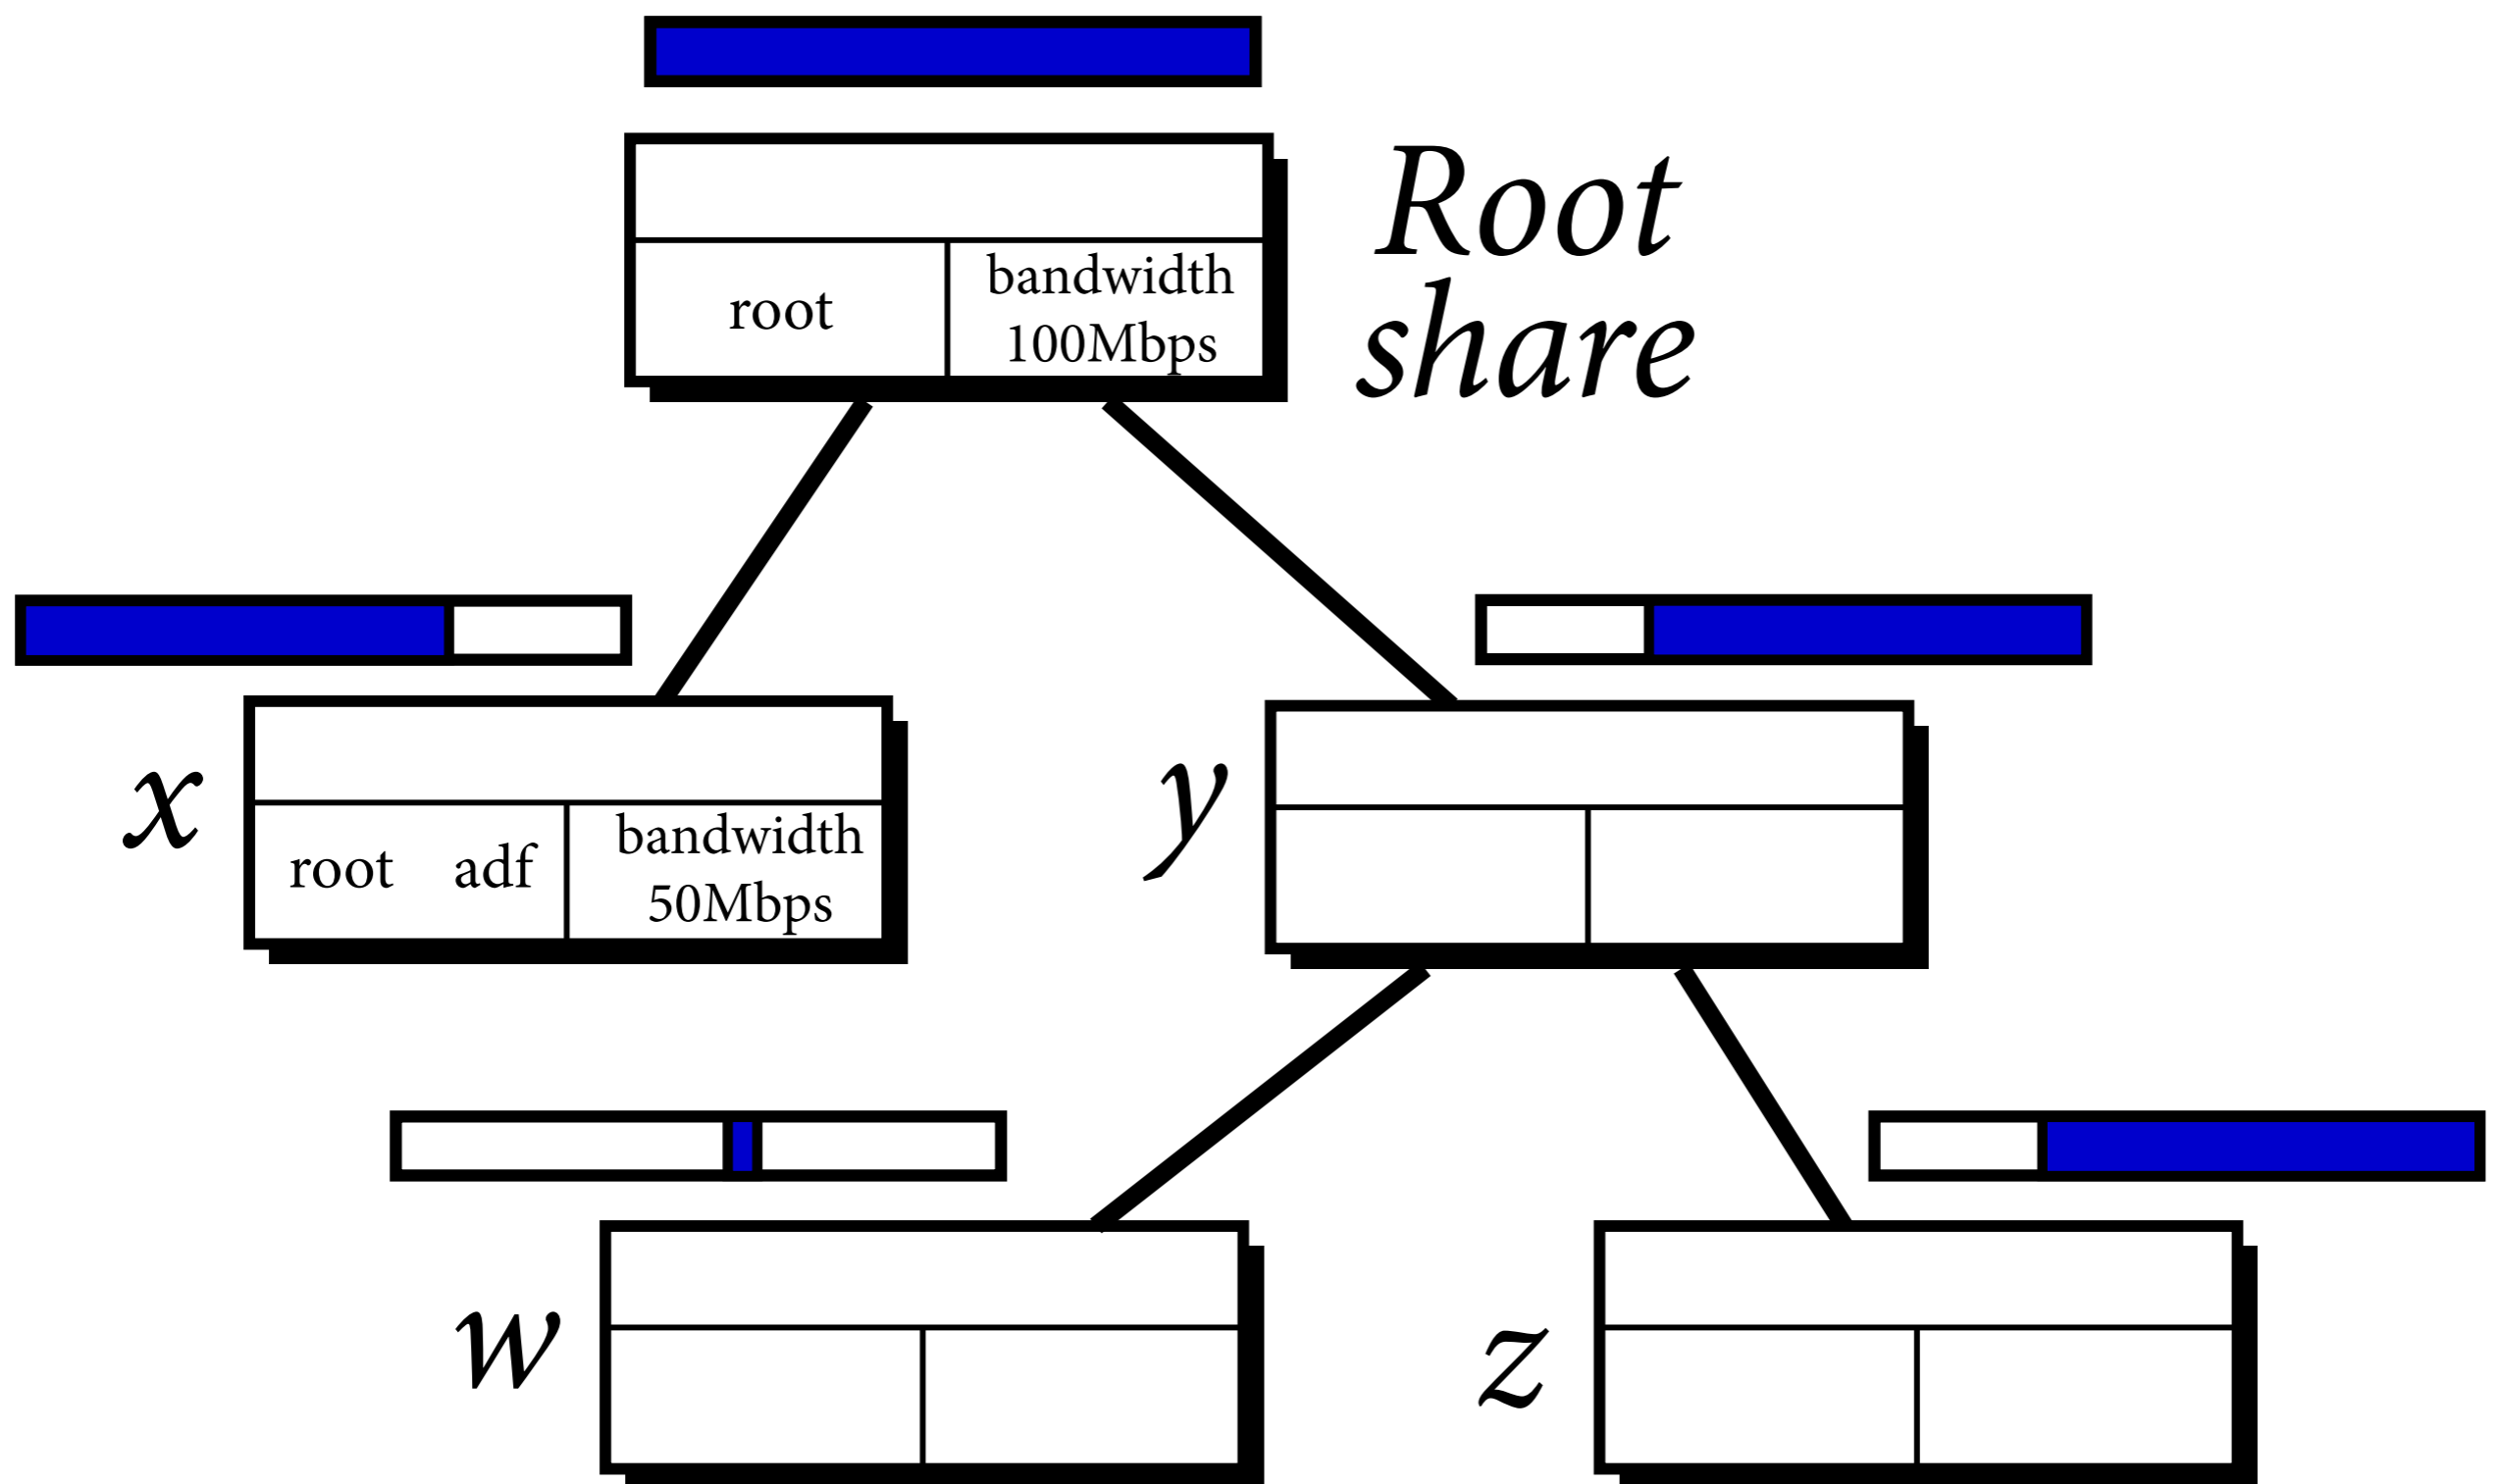 Root
share
root
bandwidth
100Mbps
x
root adf
bandwidth
50Mbps
y
w
z